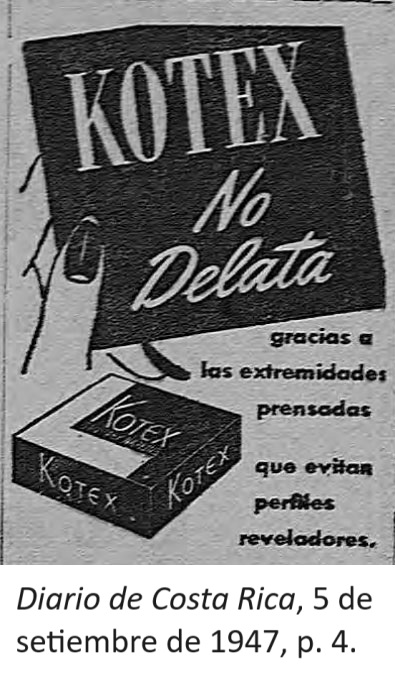 KOTEX
No
Delata
gracias a
las extremidades
prensadas
que evitan
perfiles
reveladores.
KOTEX
KOTEX
KOTEX
Diario de Costa Rica, 5 de
setiembre de 1947, p. 4.